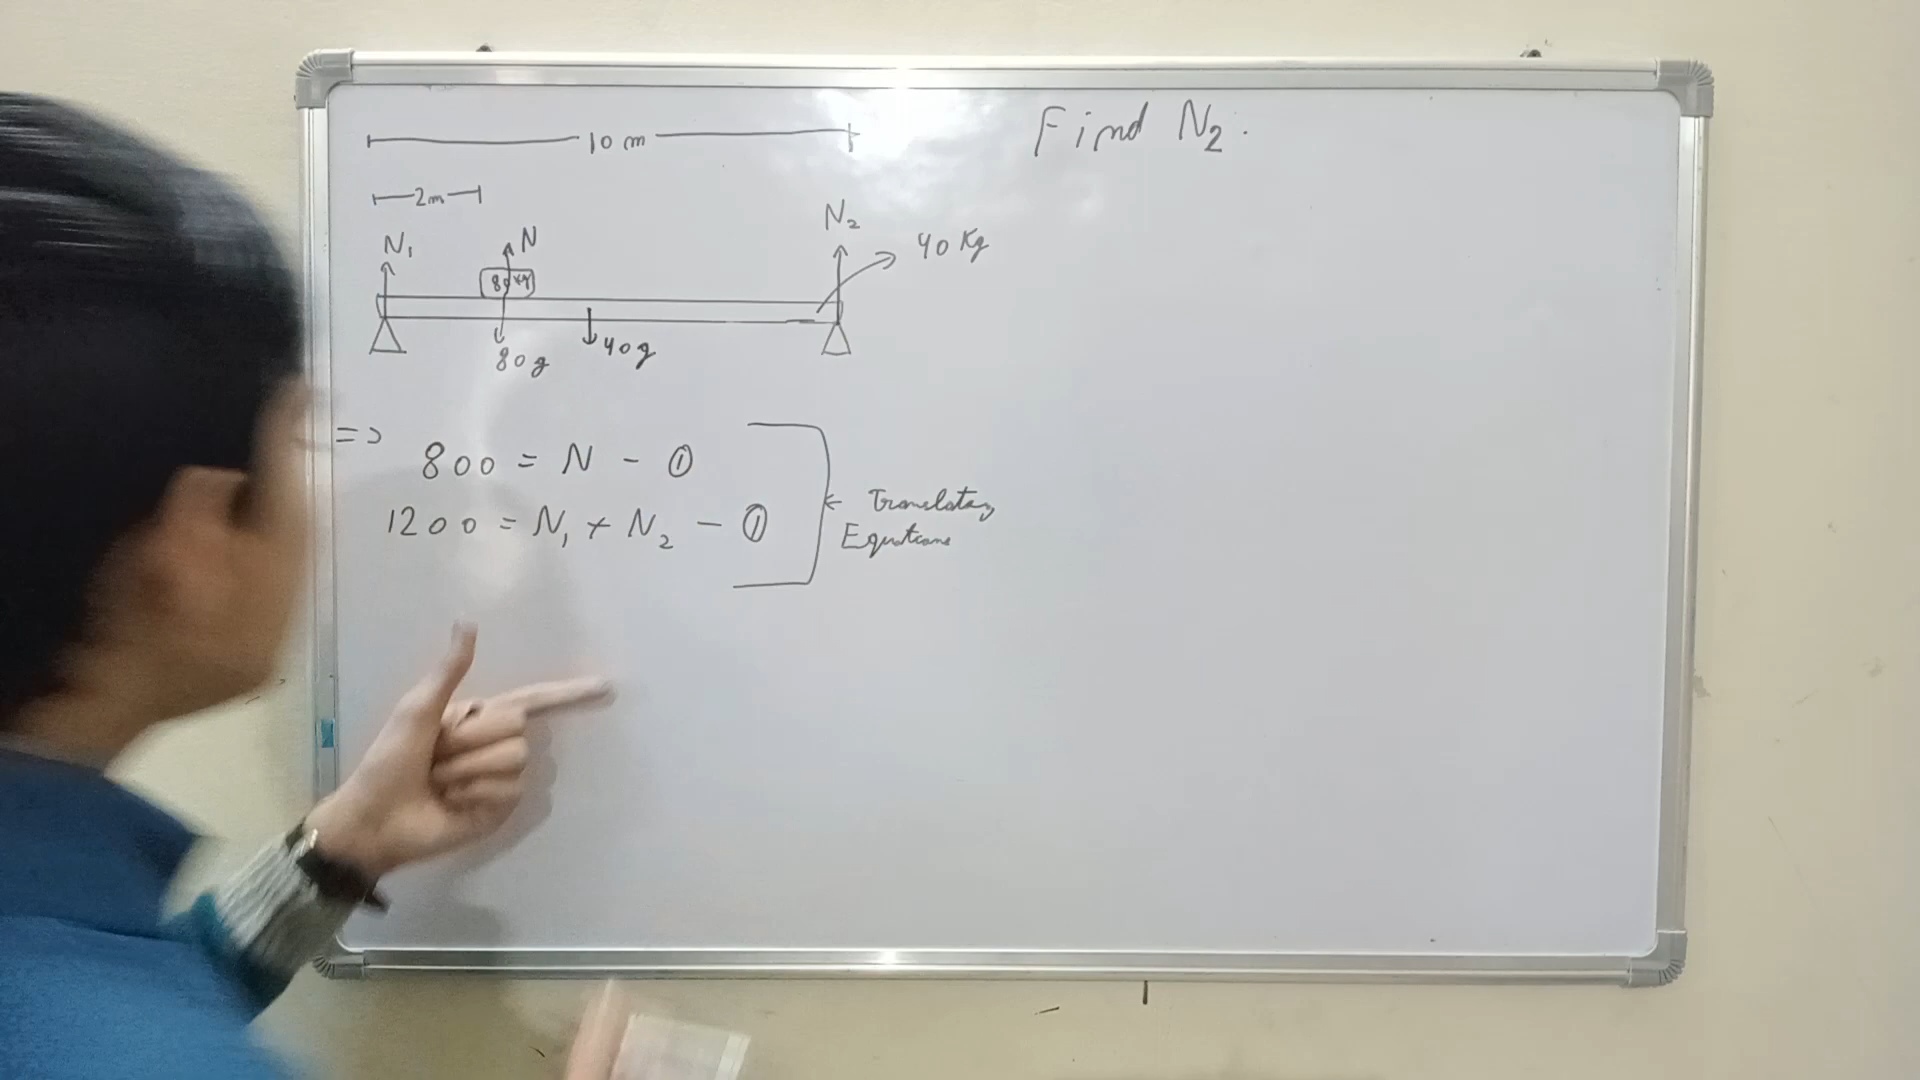 10 m
Find N₂.
2m
N₁
N
N₂
40 Kg
80 kg
80g
40g
=>
800 = N - ①
1200 = N₁ + N₂ - ①
← Translatory
Equations